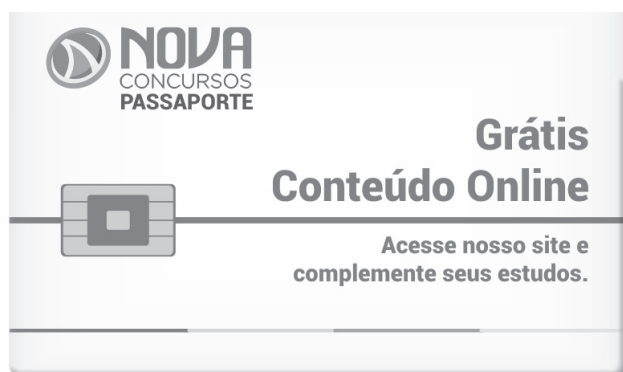 NOVA
CONCURSOS
PASSAPORTE
Grátis
Conteúdo Online
Acesse nosso site e
complemente seus estudos.